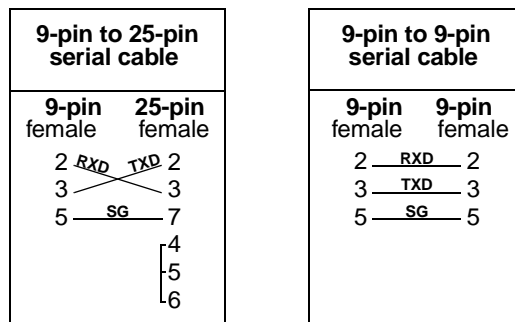 9-pin to 25-pin
serial cable
9-pin 25-pin
female female
2 RXD TXD 2
3 3
5 SG 7
4
5
6
9-pin to 9-pin
serial cable
9-pin 9-pin
female female
2 RXD 2
3 TXD 3
5 SG 5